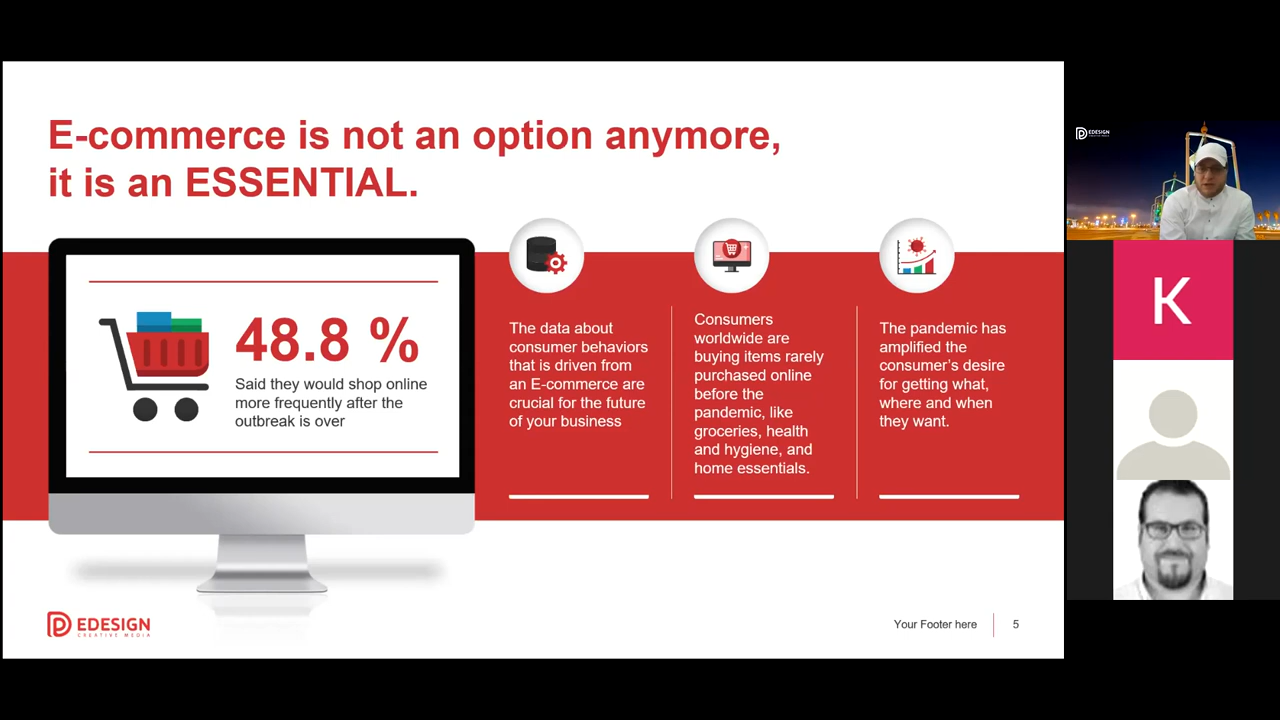 E-commerce is not an option anymore,
it is an ESSENTIAL.
48.8 %
Said they would shop online
more frequently after the
outbreak is over
The data about
consumer behaviors
that is driven from
an E-commerce are
crucial for the future
of your business
Consumers
worldwide are
buying items rarely
purchased online
before the
pandemic, like
groceries, health
and hygiene, and
home essentials.
The pandemic has
amplified the
consumer's desire
for getting what,
where and when
they want.
EDESIGN
CREATIVE MEDIA
Your Footer here
5
EDESIGN
CREATIVE MEDIA
K